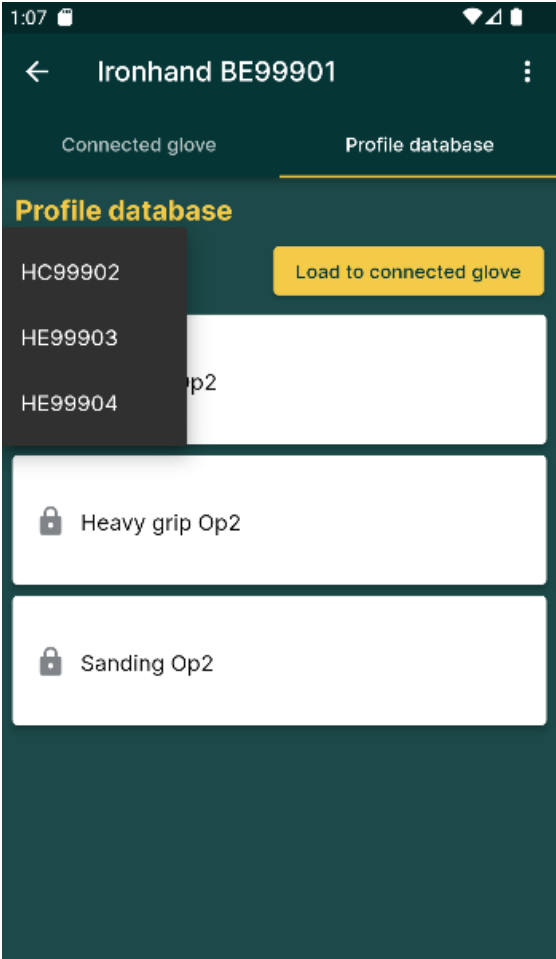 1:07
Ironhand BE99901
Connected glove
Profile database
Profile database
HC99902
Load to connected glove
HE99903
HE99904
Op2
Heavy grip Op2
Sanding Op2